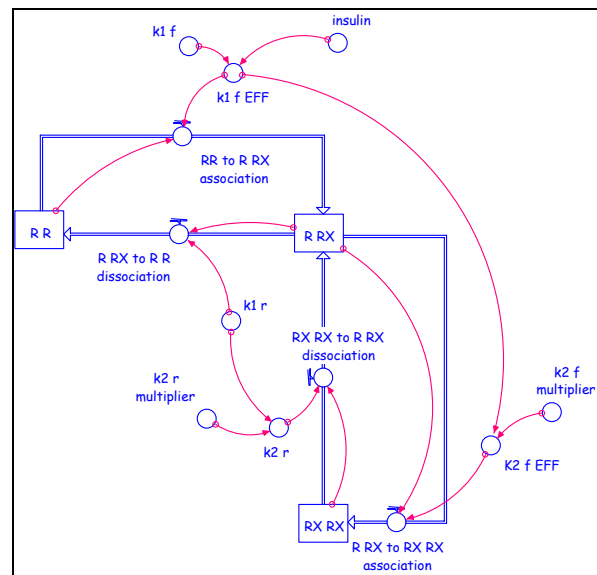 insulin
k1 f
k1 f EFF
RR to R RX
association
R R
R RX
R RX to R R
dissociation
k1 r
RX RX to R RX
dissociation
k2 r
multiplier
k2 f
multiplier
k2 r
K2 f EFF
RX RX
R RX to RX RX
association